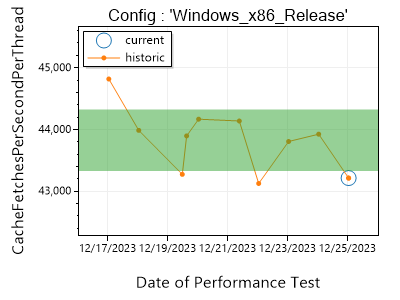 Config : 'Windows_x86_Release'
current
historic
CacheFetchesPerSecondPerThread
45,000
44,000
43,000
12/17/2023 12/19/2023 12/21/2023 12/23/2023 12/25/2023
Date of Performance Test